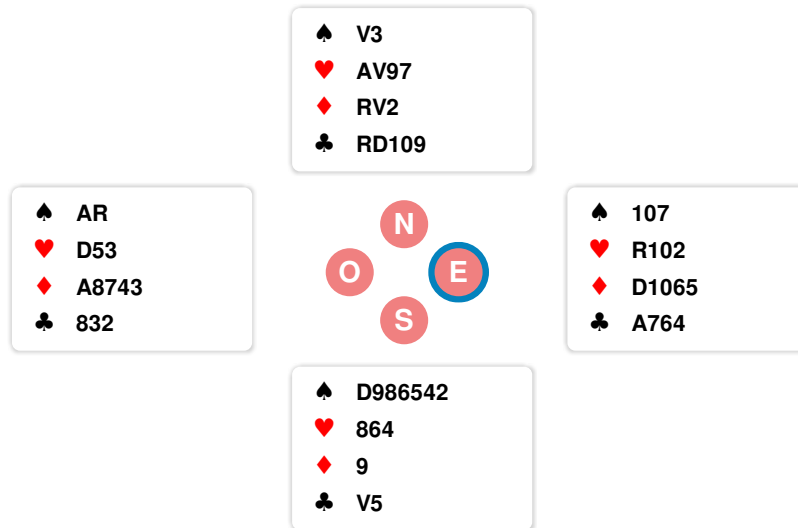 ♠ V3
♥ AV97
♦ RV2
♣ RD109
♠ AR
♥ D53
♦ A8743
♣ 832
N
O
E
S
♠ 107
♥ R102
♦ D1065
♣ A764
♠ D986542
♥ 864
♦ 9
♣ V5